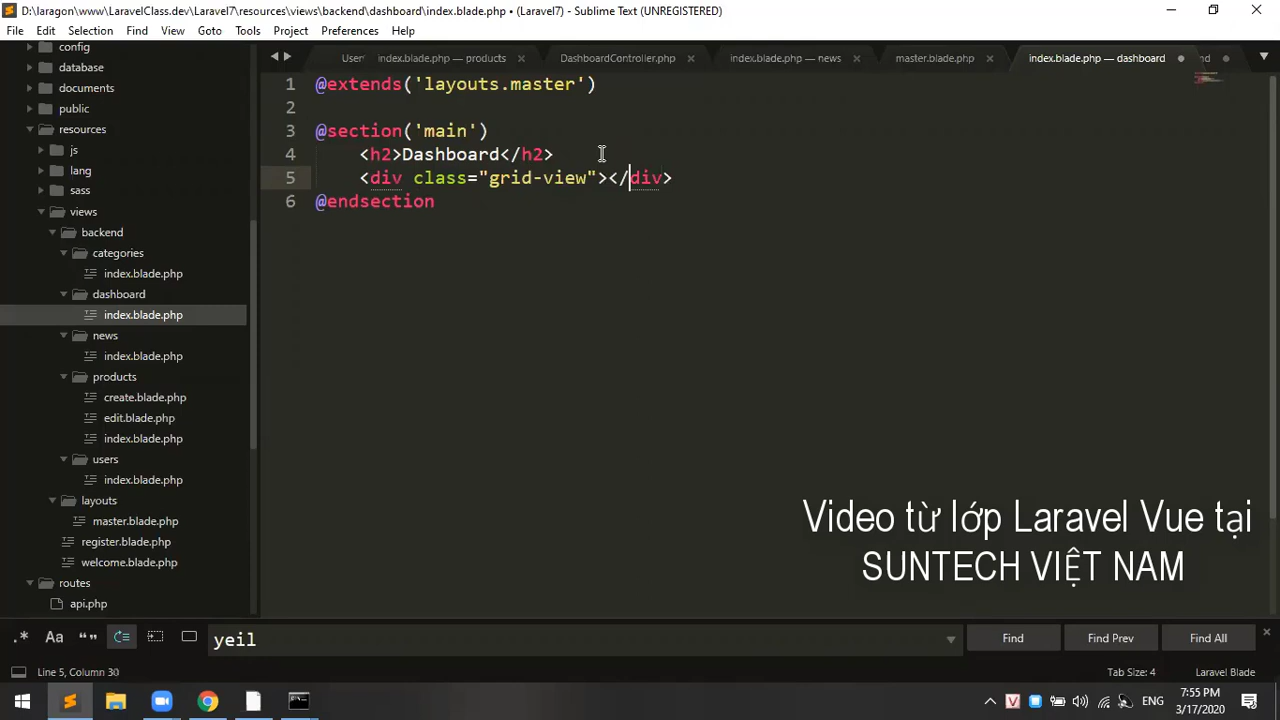 D:\laragon\www\LaravelClass.dev\Laravel7\resources\views\backend\dashboard\index.blade.php • (Laravel7) - Sublime Text (UNREGISTERED)
File Edit Selection Find View Goto Tools Project Preferences Help
User index.blade.php — products DashboardController.php index.blade.php — news master.blade.php index.blade.php — dashboard nd
config
database
documents
public
resources
js
lang
sass
views
backend
categories
index.blade.php
dashboard
index.blade.php
news
index.blade.php
products
create.blade.php
edit.blade.php
index.blade.php
users
index.blade.php
layouts
master.blade.php
register.blade.php
welcome.blade.php
routes
api.php
1 @extends('layouts.master')
2
3 @section('main')
4 <h2>Dashboard</h2>
5 <div class="grid-view"></div>
6 @endsection
Video từ lớp Laravel Vue tại
SUNTECH VIỆT NAM
.* Aa “” yeil Find Find Prev Find All
Line 5, Column 30 Tab Size: 4 Laravel Blade
V ENG 7:55 PM
3/17/2020